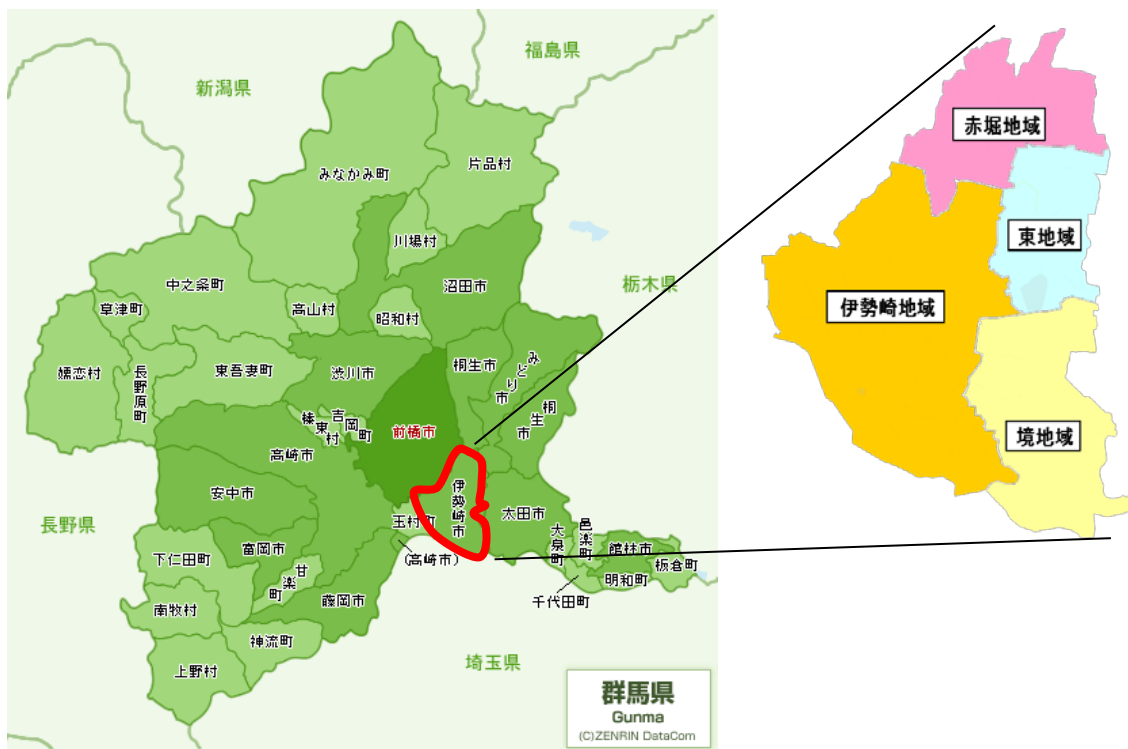 福島県
新潟県
みなかみ町
片品村
川場村
中之条町
沼田市
栃木県
草津町
高山村
昭和村
嬬恋村
長野原町
東吾妻町
渋川市
桐生市
みどり市
桐生市
榛東村
吉岡町
前橋市
高崎市
安中市
伊勢崎市
太田市
玉村町
長野県
(高崎市)
大泉町
邑楽町
館林市
板倉町
明和町
千代田町
下仁田町
富岡市
甘楽町
藤岡市
南牧村
神流町
上野村
埼玉県
群馬県
Gunma
(C)ZENRIN DataCom
赤堀地域
東地域
伊勢崎地域
境地域